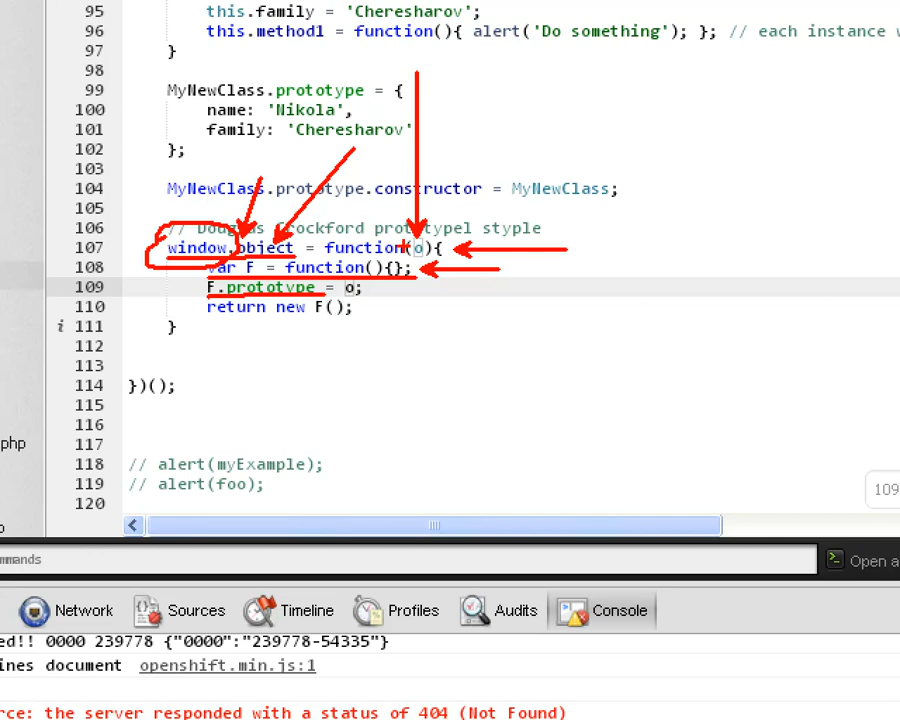 95 this.family = 'Cheresharov';
96 this.method1 = function(){ alert('Do something'); }; // each instance w
97 }
98
99 MyNewClass.prototype = {
100 name: 'Nikola',
101 family: 'Cheresharov'
102 };
103
104 MyNewClass.prototype.constructor = MyNewClass;
105
106 // Douglas Crockford prototypel styple
107 window.object = function(o){
108 var F = function(){};
109 F.prototype = o;
110 return new F();
i 111 }
112
113
114 })();
115
116
117
php
118 // alert(myExample);
119 // alert(foo);
109
120
mmands
Open a
Network Sources Timeline Profiles Audits Console
ed!! 0000 239778 {"0000":"239778-54335"}
ines document openshift.min.js:1
rce: the server responded with a status of 404 (Not Found)